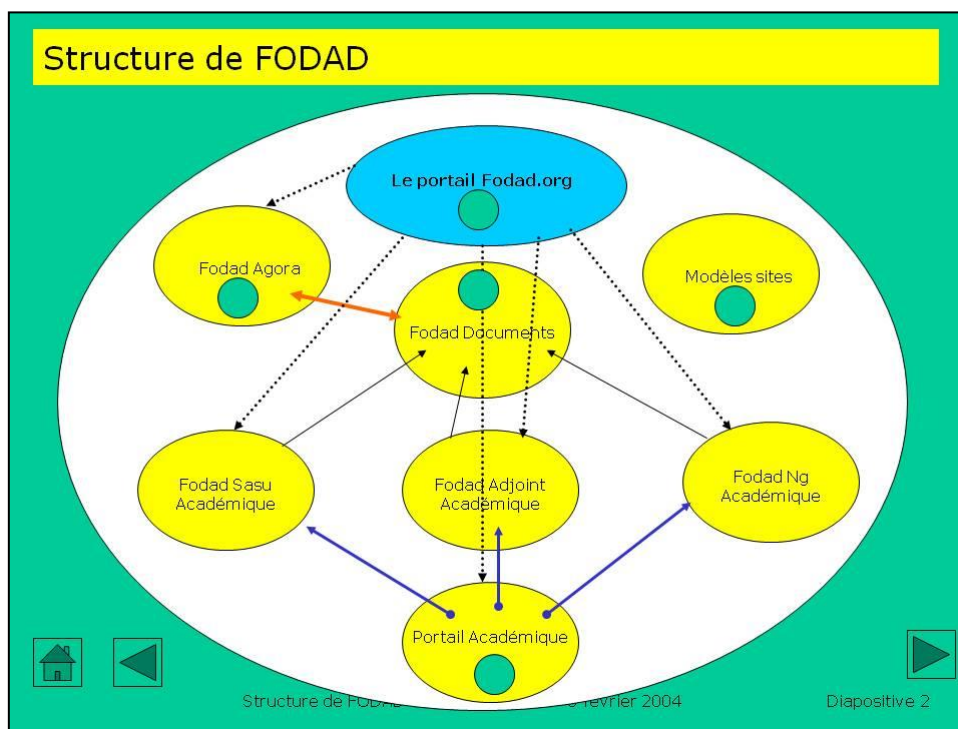 Structure de FODAD
Le portail Fodad.org
Fodad Agora
Modèles sites
Fodad Documents
Fodad Sasu
Académique
Fodad Adjoint
Académique
Fodad Ng
Académique
Portail Académique
Structure de FODAD
février 2004
Diapositive 2